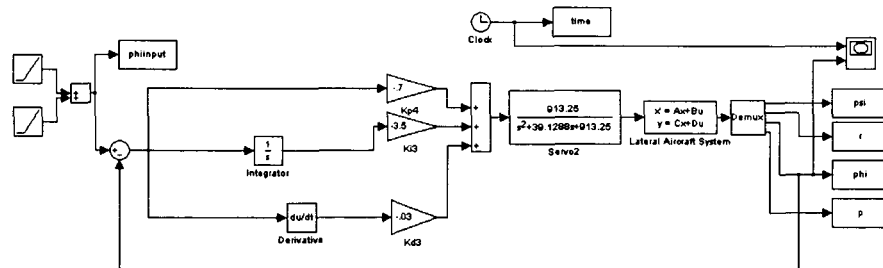 time
Clock
phiinput
-.7
Kp4
-3.5
Ki3
1
s
Integrator
du/dt
Derivative
-.03
Kd3
913.25
s²+39.1288s+913.25
Servo2
x' = Ax+Bu
y = Cx+Du
Lateral Aircraft System
Demux
psi
r
phi
p